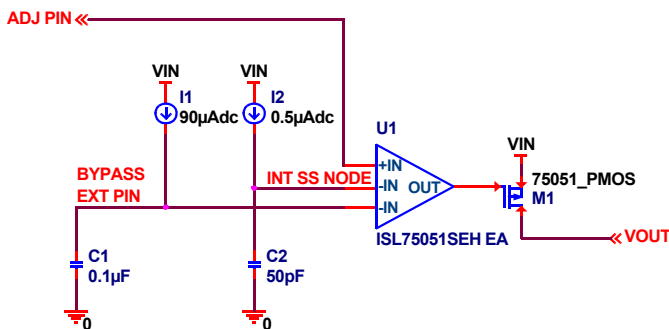 ADJ PIN
VIN
VIN
I1
I2
90µAdc
0.5µAdc
U1
VIN
+IN
BYPASS
INT SS NODE
-IN
OUT
75051_PMOS
EXT PIN
-IN
M1
ISL75051SEH EA
VOUT
C1
C2
0.1µF
50pF
0
0